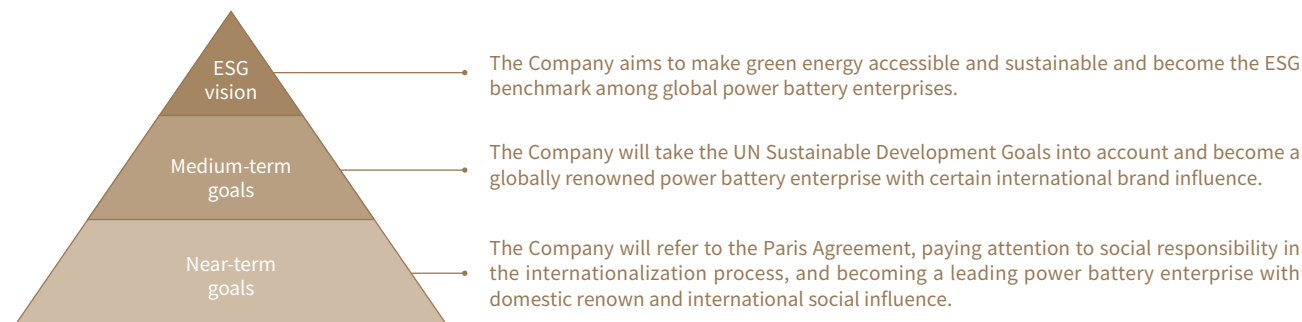 ESG
vision
The Company aims to make green energy accessible and sustainable and become the ESG
benchmark among global power battery enterprises.
Medium-term
goals
The Company will take the UN Sustainable Development Goals into account and become a
globally renowned power battery enterprise with certain international brand influence.
Near-term
goals
The Company will refer to the Paris Agreement, paying attention to social responsibility in
the internationalization process, and becoming a leading power battery enterprise with
domestic renown and international social influence.